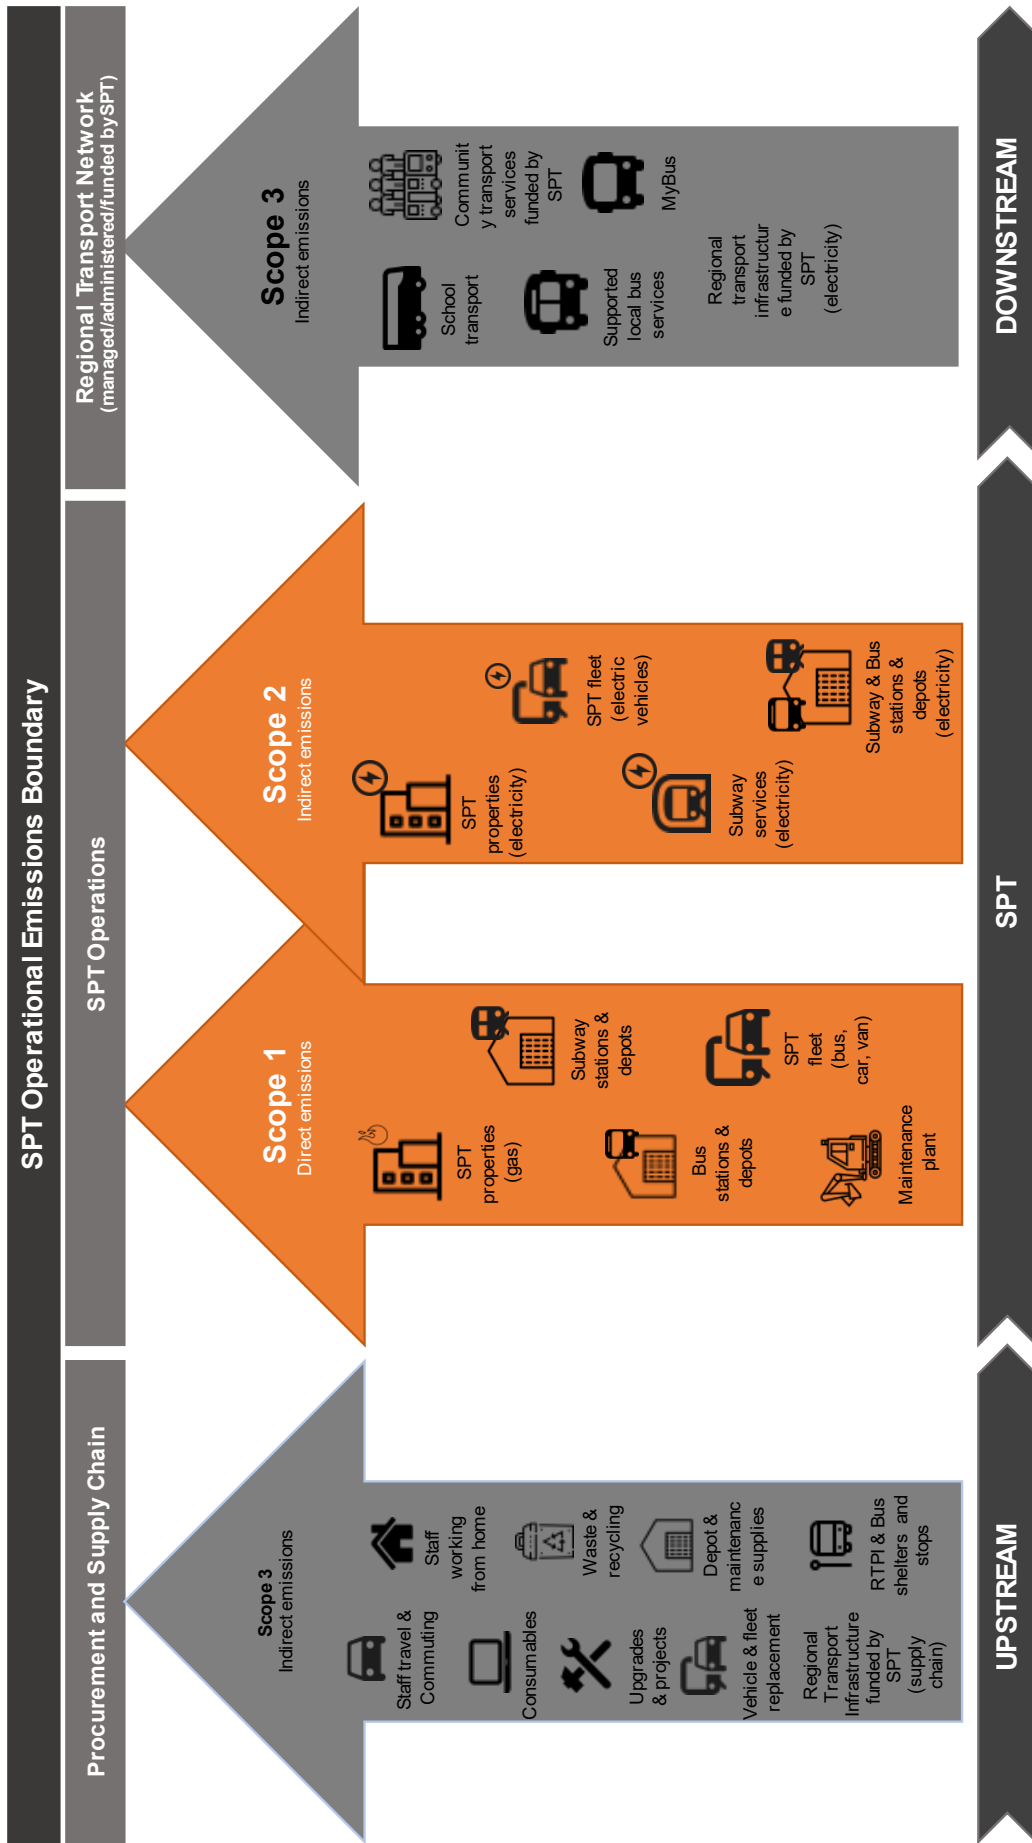 SPT Operational Emissions Boundary
Procurement and Supply Chain
SPT Operations
Regional Transport Network
(managed/administered/funded by SPT)
Scope 3
Indirect emissions
Staff travel &
Commuting
Staff
working
from home
Consumables
Waste &
recycling
Upgrades
& projects
Depot &
maintenanc
e supplies
Vehicle & fleet
replacement
Regional
Transport
Infrastructure
funded by
SPT
(supply
chain)
RTPI & Bus
shelters and
stops
Scope 1
Direct emissions
SPT
properties
(gas)
Subway
stations &
depots
Bus
stations &
depots
SPT
fleet
(bus,
car, van)
Maintenance
plant
Scope 2
Indirect emissions
SPT
properties
(electricity)
SPT fleet
(electric
vehicles)
Subway
services
(electricity)
Subway & Bus
stations &
depots
(electricity)
Scope 3
Indirect emissions
School
transport
Communit
y transport
services
funded by
SPT
Supported
local bus
services
MyBus
Regional
transport
infrastructur
e funded by
SPT
(electricity)
UPSTREAM
SPT
DOWNSTREAM